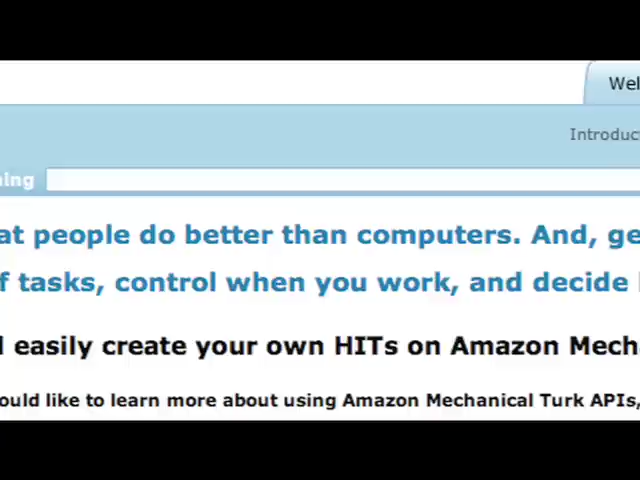 Wel
Introduc
ning
at people do better than computers. And, ge
f tasks, control when you work, and decide
easily create your own HITs on Amazon Mech
ould like to learn more about using Amazon Mechanical Turk APIs,